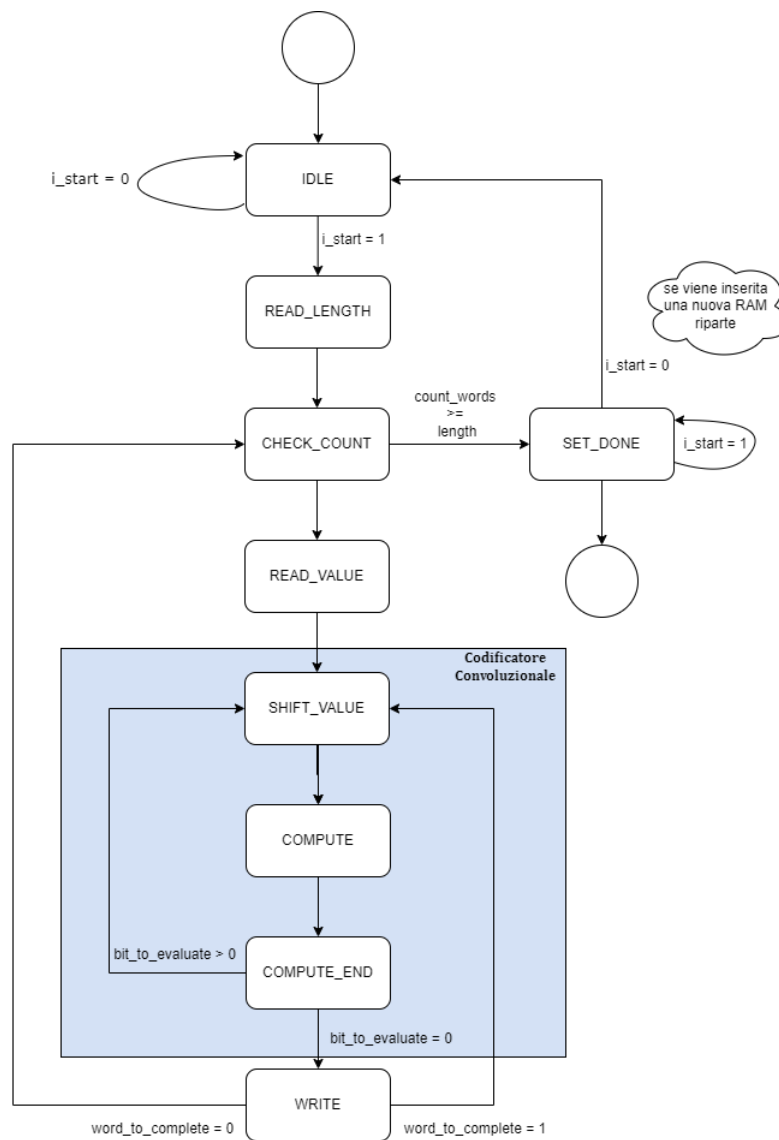 IDLE
i_start = 0
i_start = 1
READ_LENGTH
se viene inserita
una nuova RAM
riparte
i_start = 0
count_words
>=
length
CHECK_COUNT
SET_DONE
i_start = 1
READ_VALUE
Codificatore
Convoluzionale
SHIFT_VALUE
COMPUTE
bit_to_evaluate > 0
COMPUTE_END
bit_to_evaluate = 0
WRITE
word_to_complete = 0
word_to_complete = 1